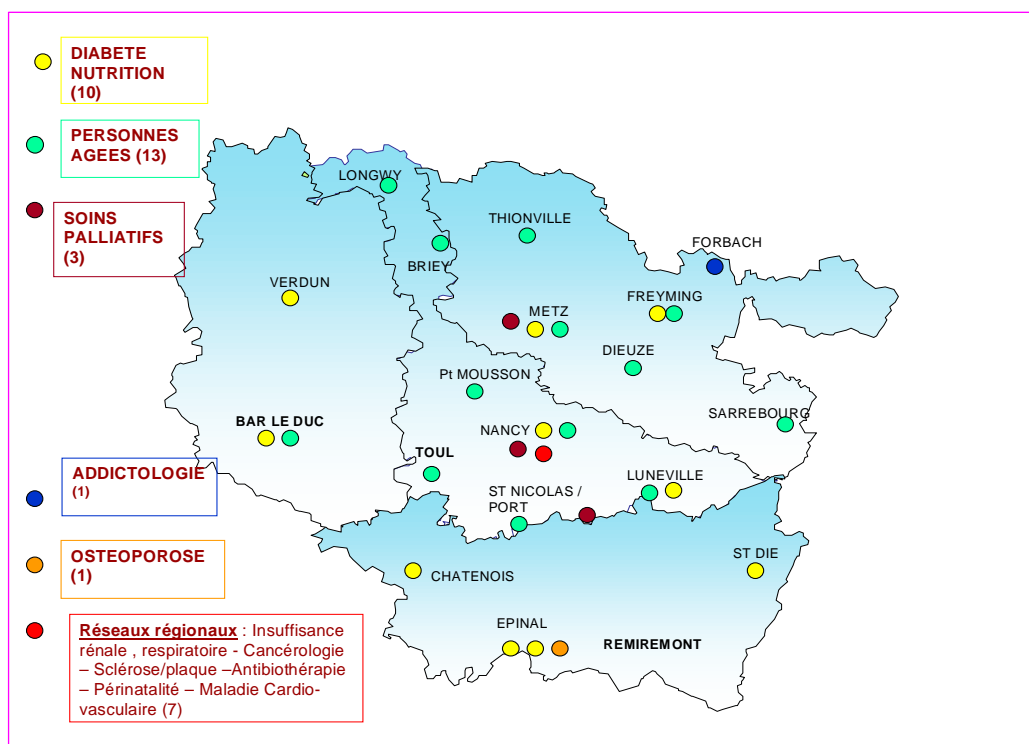 DIABETE
NUTRITION
(10)
PERSONNES
AGEES (13)
SOINS
PALLIATIFS
(3)
ADDICTOLOGIE
(1)
OSTEOPOROSE
(1)
Réseaux régionaux : Insuffisance
rénale , respiratoire - Cancérologie
– Sclérose/plaque –Antibiothérapie
– Périnatalité – Maladie Cardio-
vasculaire (7)
LONGWY
THIONVILLE
FORBACH
BRIEY
VERDUN
FREYMING
METZ
DIEUZE
Pt MOUSSON
SARREBOURG
BAR LE DUC
NANCY
TOUL
LUNEVILLE
ST NICOLAS /
PORT
ST DIE
CHATENOIS
EPINAL
REMIREMONT